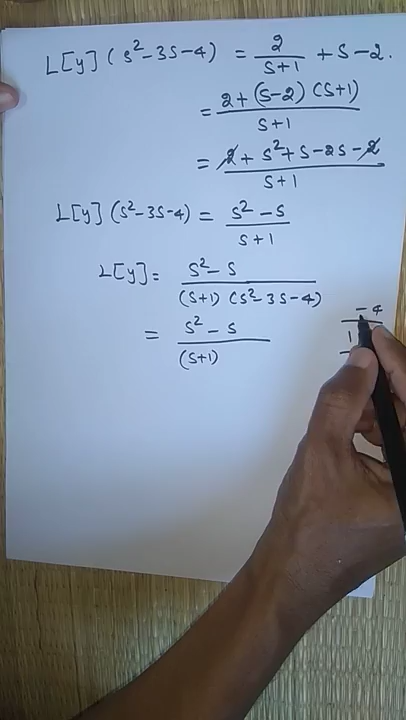 L[y] (s²-3s-4) = 2/(s+1) + s-2.
= (2+(s-2)(s+1))/(s+1)
= (2+s²+s-2s-2)/(s+1)
L[y] (s²-3s-4) = (s²-s)/(s+1)
L[y] = (s²-s)/((s+1)(s²-3s-4))
= (s²-s)/(s+1)
-4
1